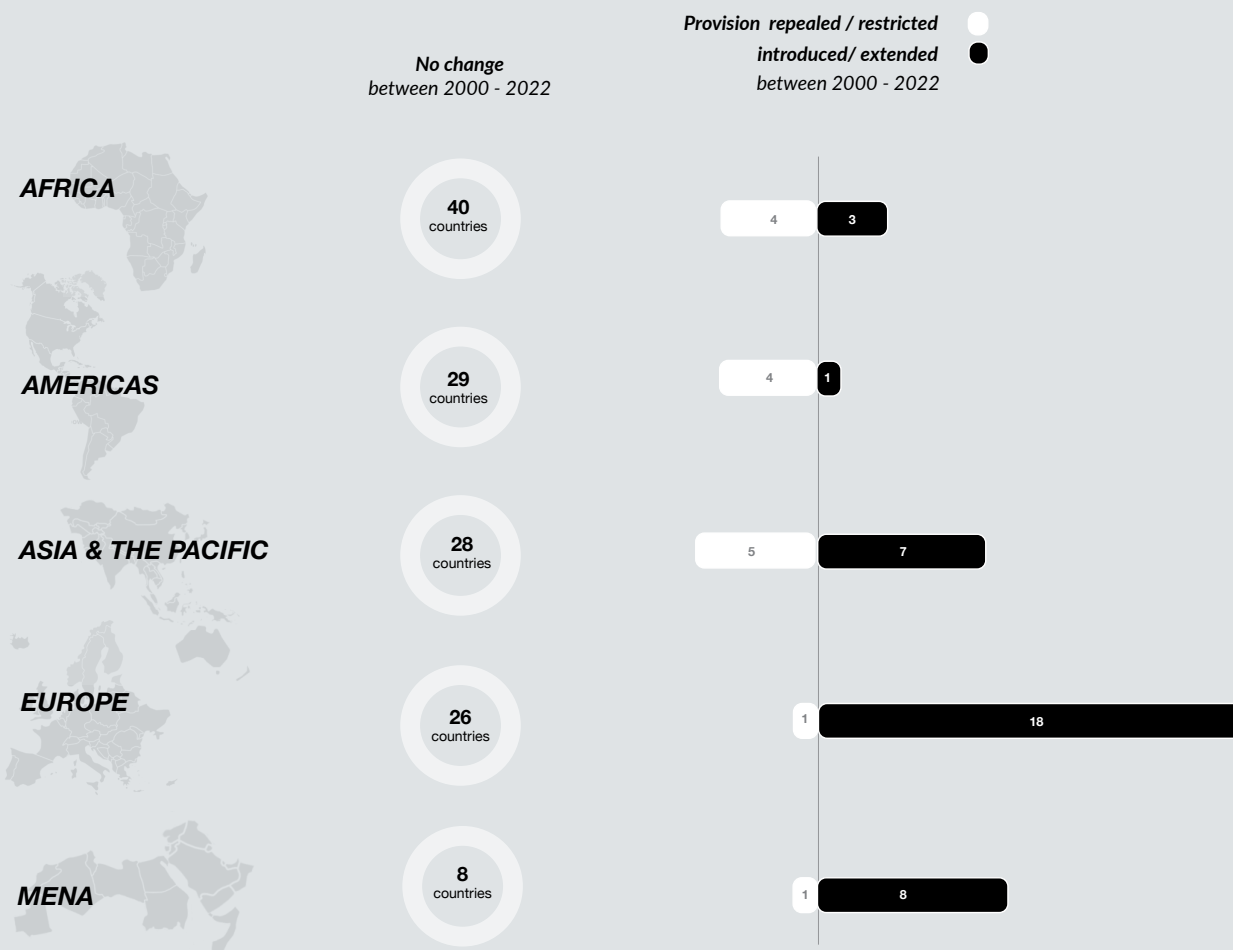 Provision repealed / restricted
introduced/ extended
between 2000 - 2022
No change
between 2000 - 2022
AFRICA
40
countries
4
3
AMERICAS
29
countries
4
1
ASIA & THE PACIFIC
28
countries
5
7
EUROPE
26
countries
1
18
MENA
8
countries
1
8